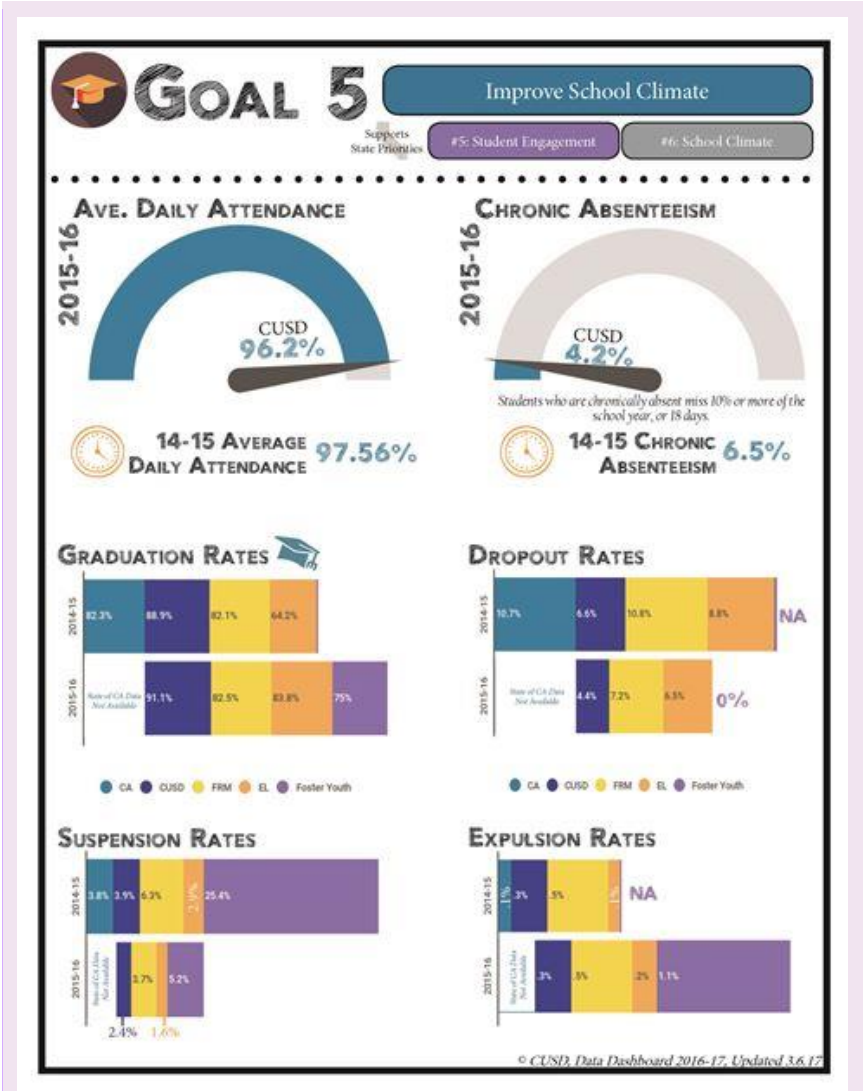 GOAL 5
Improve School Climate
Supports
State Priorities
#5: Student Engagement
#6: School Climate
AVE. DAILY ATTENDANCE
2015-16
CUSD
96.2%
14-15 AVERAGE
DAILY ATTENDANCE
97.56%
CHRONIC ABSENTEEISM
2015-16
CUSD
4.2%
Students who are chronically absent miss 10% or more of the
school year, or 18 days.
14-15 CHRONIC
ABSENTEEISM
6.5%
GRADUATION RATES
2014-15
82.3% 88.9% 82.1% 64.2%
2015-16
State of CA Data
Not Available
91.1% 82.5% 83.8% 75%
CA CUSD FRM EL Foster Youth
DROPOUT RATES
2014-15
10.7% 6.6% 10.8% 8.8% NA
2015-16
State of CA Data
Not Available
4.4% 7.2% 6.5% 0%
CA CUSD FRM EL Foster Youth
SUSPENSION RATES
2014-15
3.8% 3.9% 6.3% 2.9% 25.4%
2015-16
State of CA Data
Not Available
3.7% 5.2%
2.4% 1.6%
EXPULSION RATES
2014-15
.1% .3% .5% .1% NA
2015-16
State of CA Data
Not Available
.3% .5% .2% 1.1%
© CUSD, Data Dashboard 2016-17, Updated 3.6.17